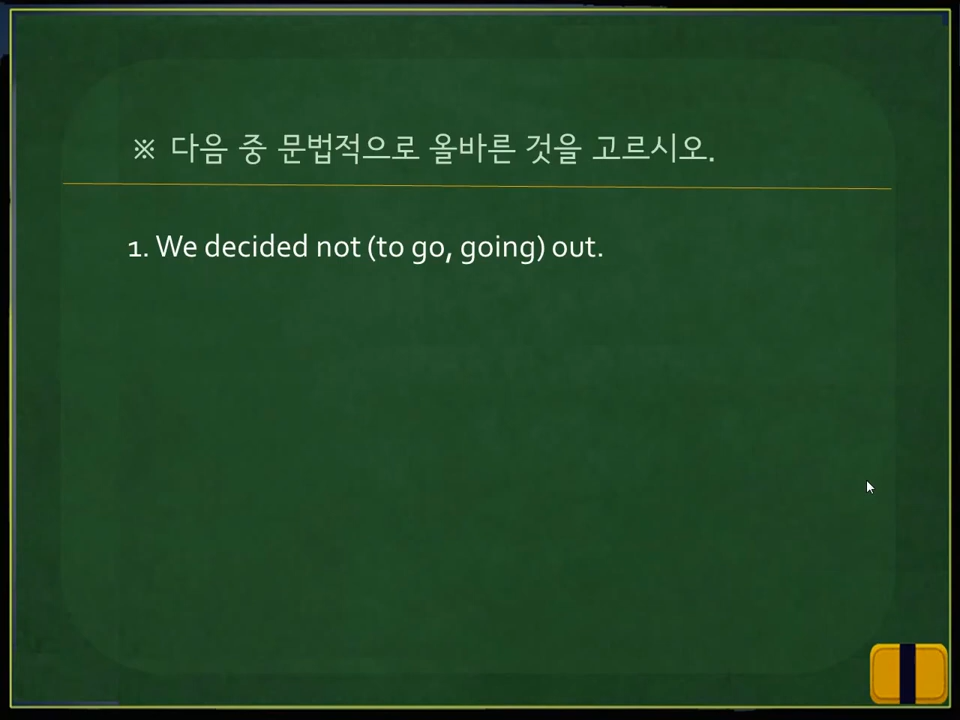 ※ 다음 중 문법적으로 올바른 것을 고르시오.
1. We decided not (to go, going) out.